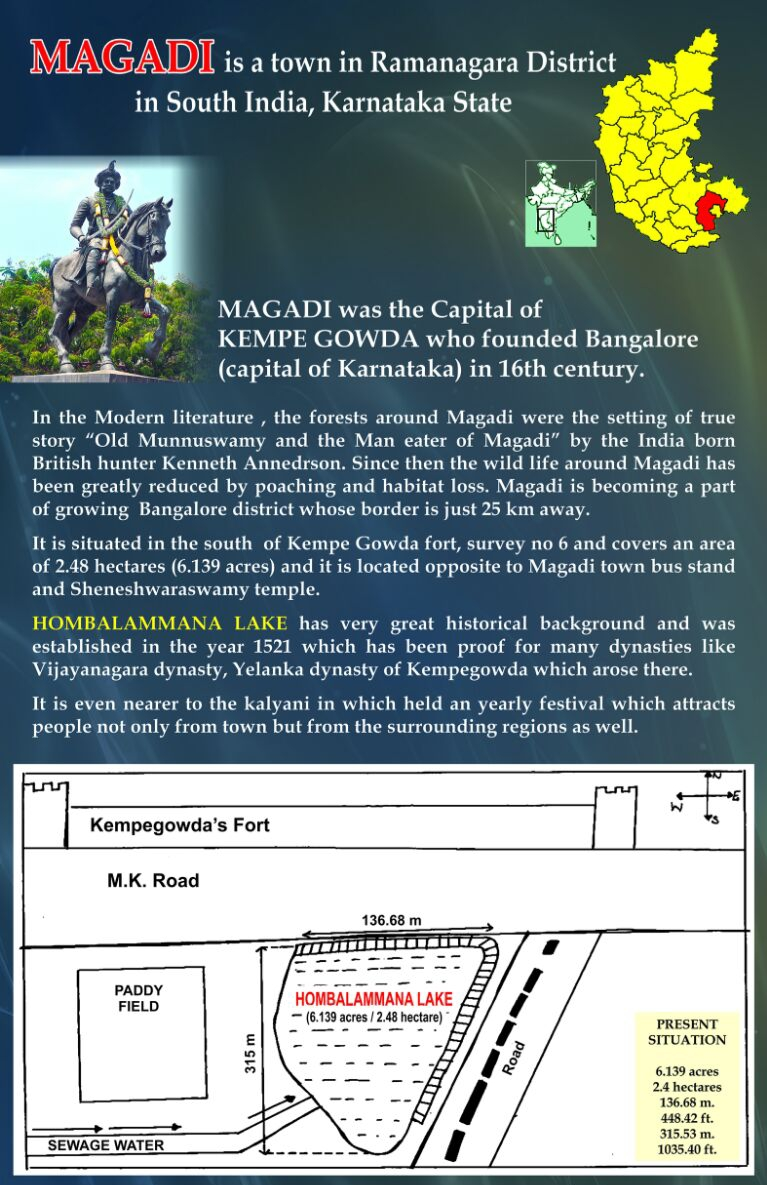 MAGADI is a town in Ramanagara District
in South India, Karnataka State
MAGADI was the Capital of
KEMPE GOWDA who founded Bangalore
(capital of Karnataka) in 16th century.
In the Modern literature , the forests around Magadi were the setting of true
story “Old Munnuswamy and the Man eater of Magadi” by the India born
British hunter Kenneth Annedrson. Since then the wild life around Magadi has
been greatly reduced by poaching and habitat loss. Magadi is becoming a part
of growing Bangalore district whose border is just 25 km away.
It is situated in the south of Kempe Gowda fort, survey no 6 and covers an area
of 2.48 hectares (6.139 acres) and it is located opposite to Magadi town bus stand
and Sheneshwaraswamy temple.
HOMBALAMMANA LAKE has very great historical background and was
established in the year 1521 which has been proof for many dynasties like
Vijayanagara dynasty, Yelanka dynasty of Kempegowda which arose there.
It is even nearer to the kalyani in which held an yearly festival which attracts
people not only from town but from the surrounding regions as well.
N
E
S
Kempegowda's Fort
M.K. Road
136.68 m
PADDY
FIELD
HOMBALAMMANA LAKE
(6.139 acres / 2.48 hectare)
315 m
Road
SEWAGE WATER
PRESENT
SITUATION
6.139 acres
2.4 hectares
136.68 m.
448.42 ft.
315.53 m.
1035.40 ft.